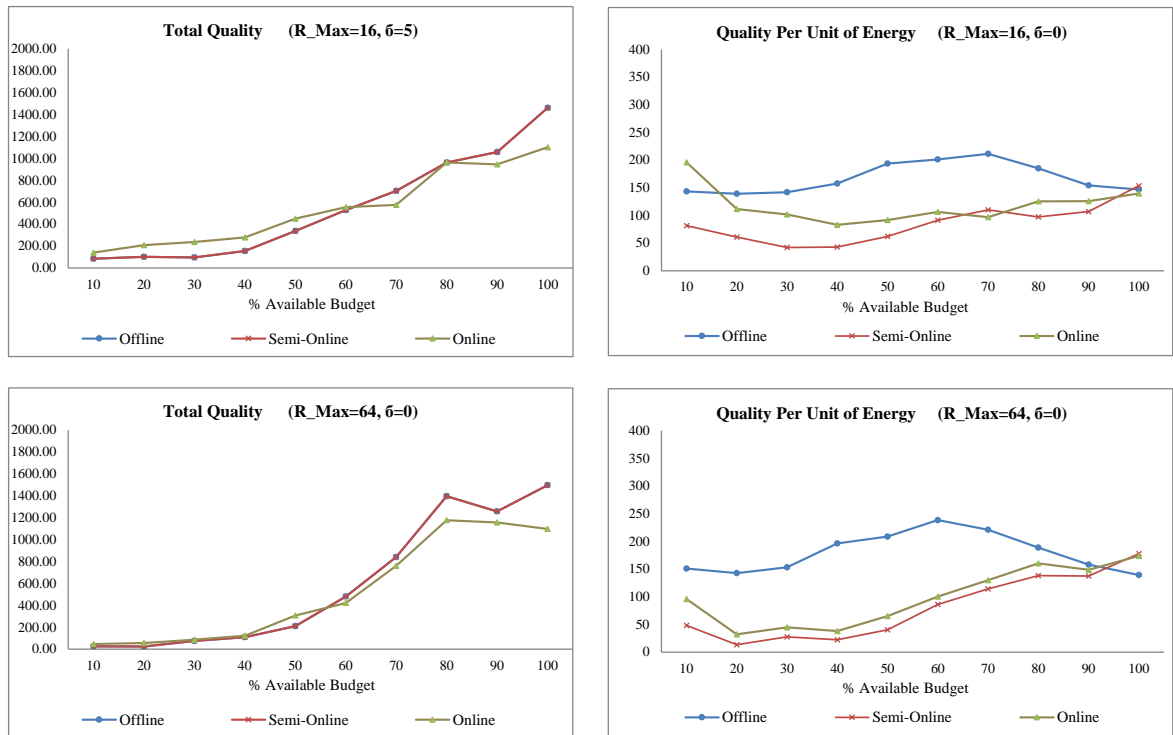 Total Quality (R_Max=16, б=5)
2000.00
1800.00
1600.00
1400.00
1200.00
1000.00
800.00
600.00
400.00
200.00
0.00
10 20 30 40 50 60 70 80 90 100
% Available Budget
Offline Semi-Online Online
Quality Per Unit of Energy (R_Max=16, б=0)
400
350
300
250
200
150
100
50
0
10 20 30 40 50 60 70 80 90 100
% Available Budget
Offline Semi-Online Online
Total Quality (R_Max=64, б=0)
2000.00
1800.00
1600.00
1400.00
1200.00
1000.00
800.00
600.00
400.00
200.00
0.00
10 20 30 40 50 60 70 80 90 100
% Available Budget
Offline Semi-Online Online
Quality Per Unit of Energy (R_Max=64, б=0)
400
350
300
250
200
150
100
50
0
10 20 30 40 50 60 70 80 90 100
% Available Budget
Offline Semi-Online Online